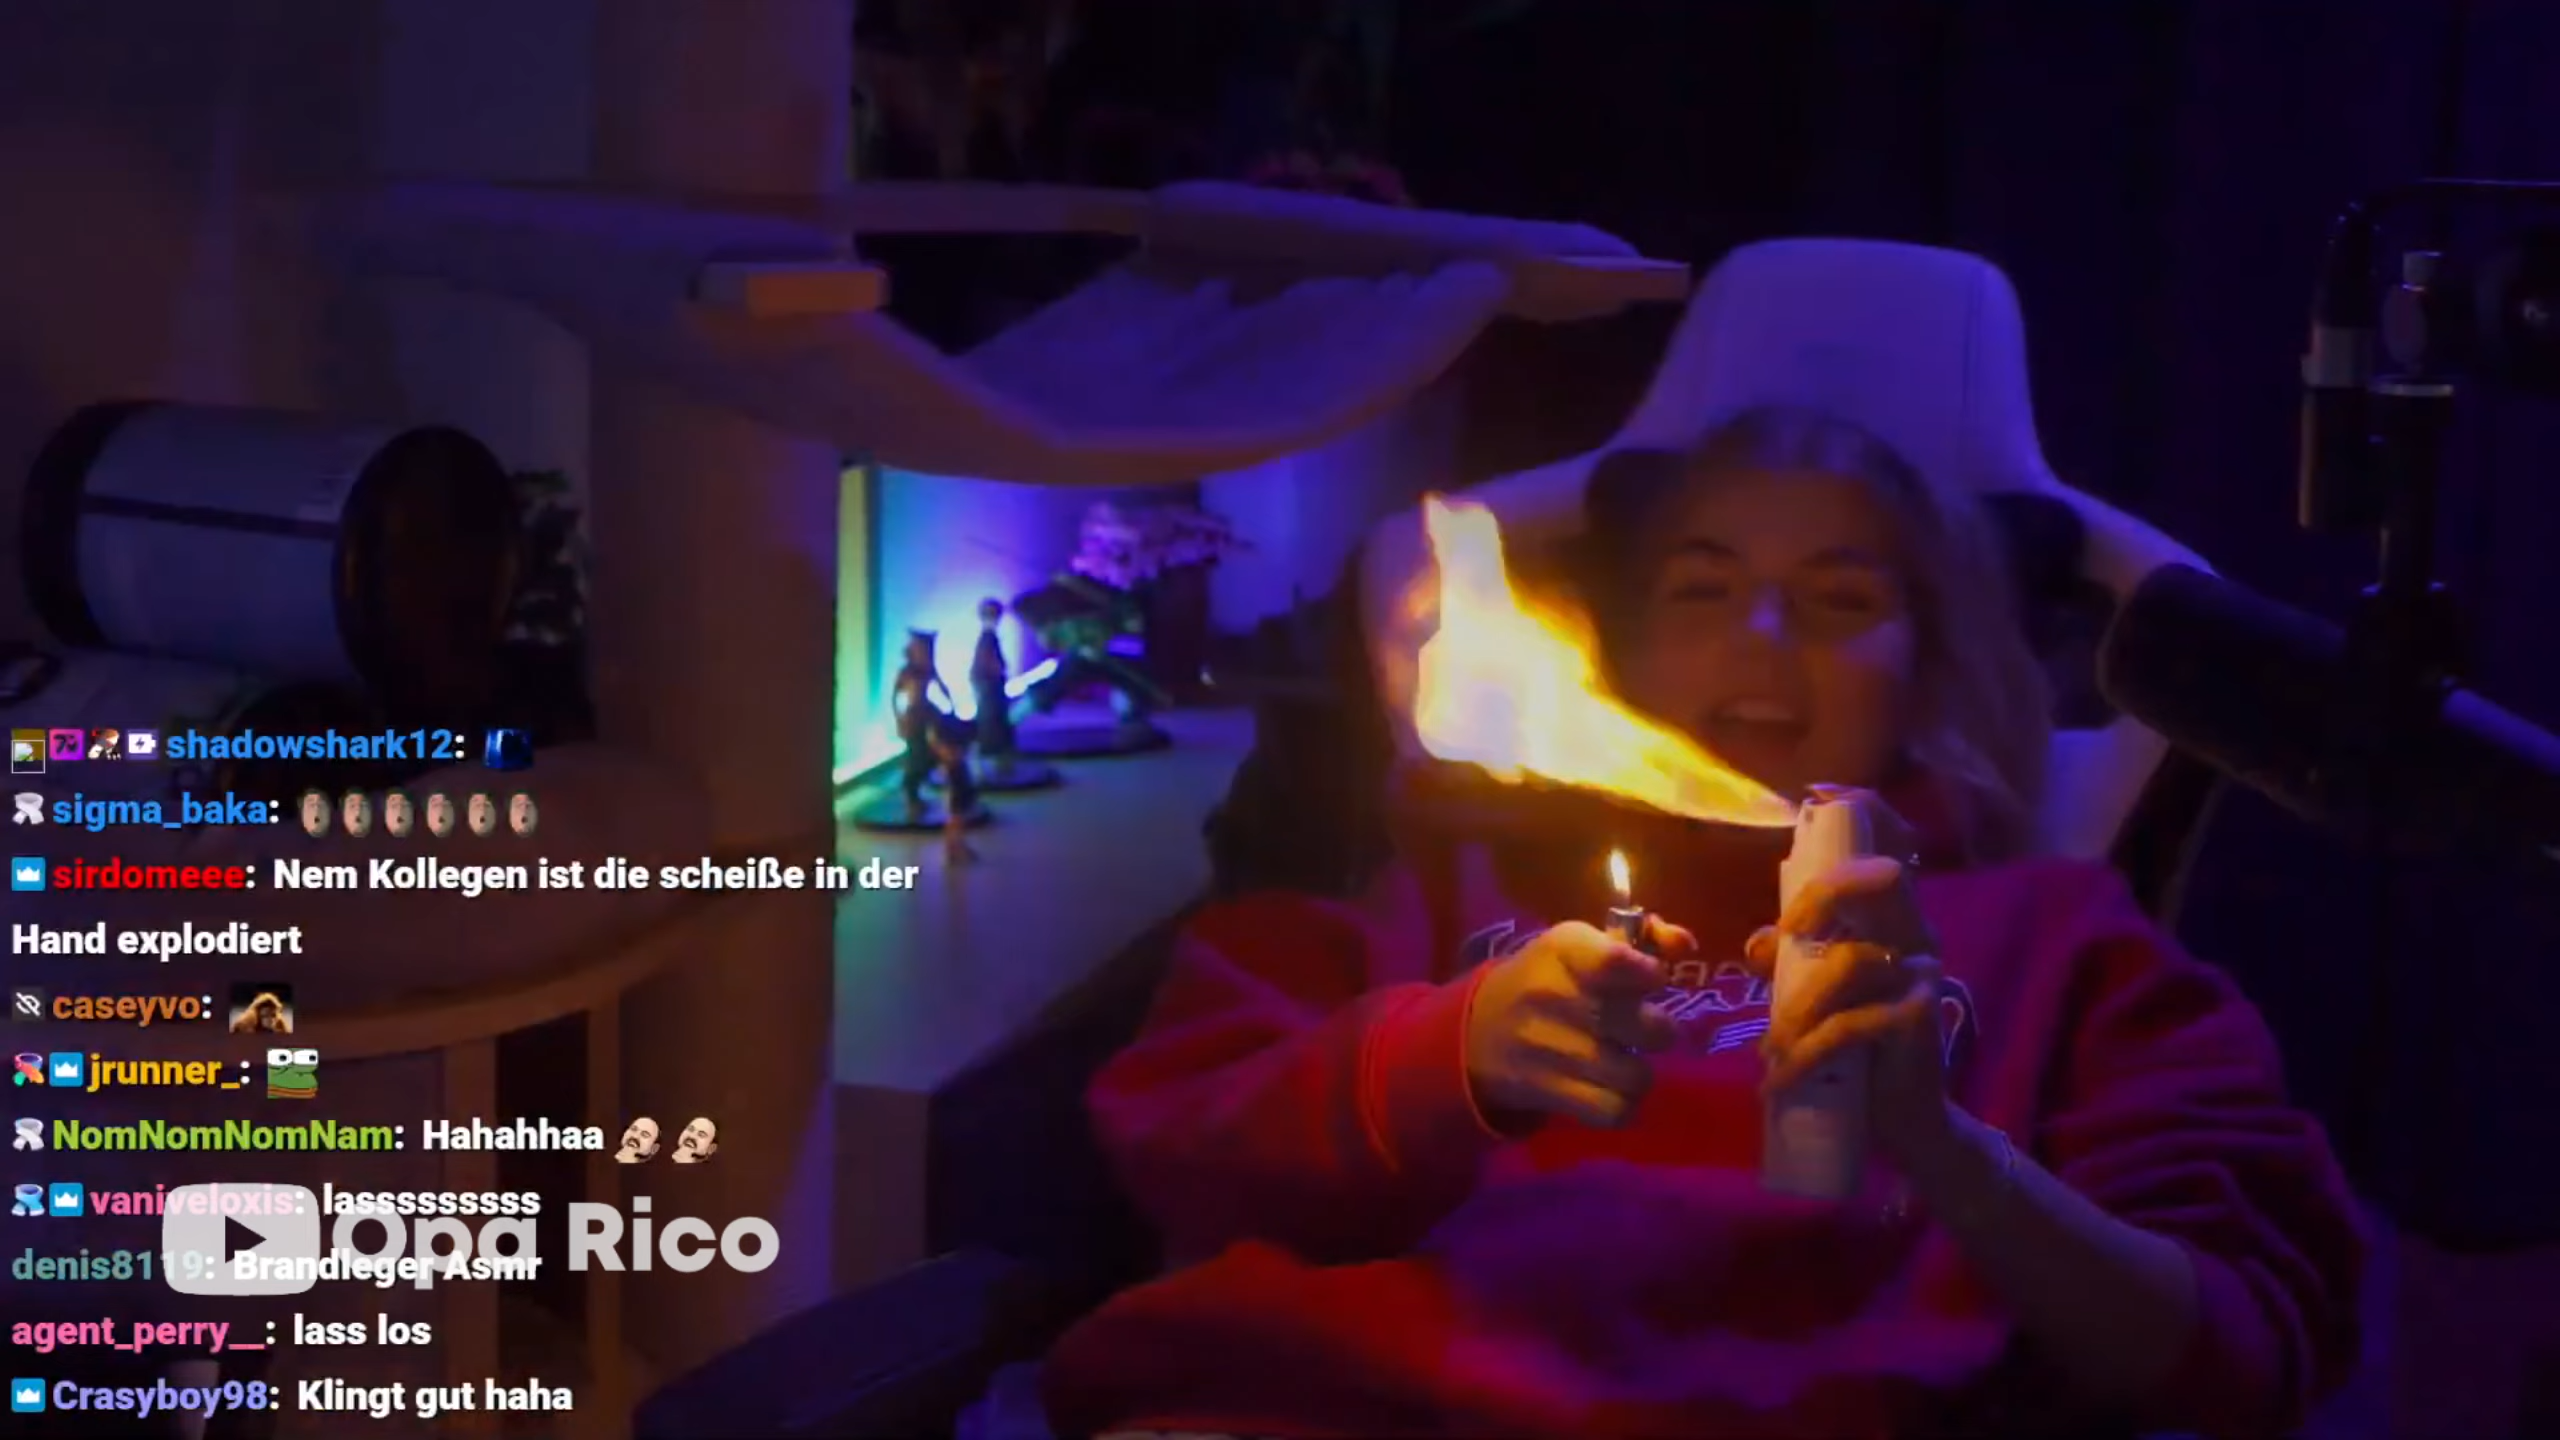 shadowshark12:
sigma_baka:
sirdomeee: Nem Kollegen ist die scheiße in der
Hand explodiert
caseyvo:
jrunner_:
NomNomNomNam: Hahahhaa
vaniveloxis: lasssssssss
Opa Rico
denis8119: Brandleger Asmr
agent_perry__: lass los
Crasyboy98: Klingt gut haha